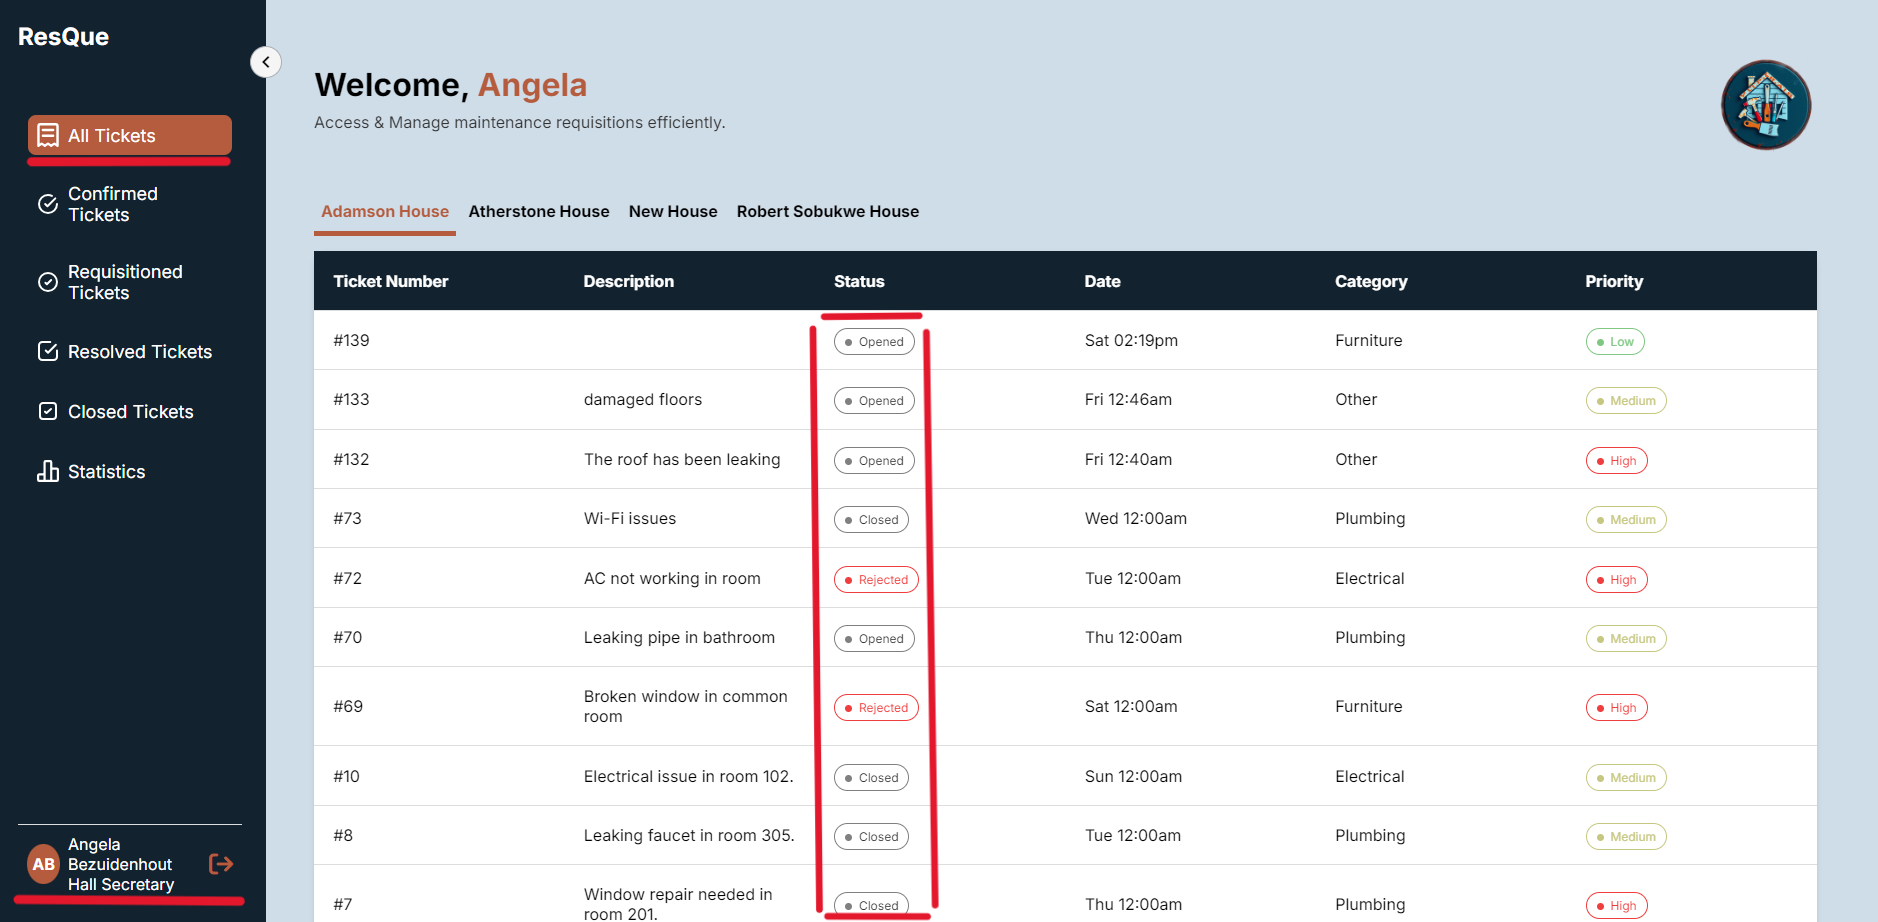 ResQue
All Tickets
Confirmed
Tickets
Requisitioned
Tickets
Resolved Tickets
Closed Tickets
Statistics
AB
Angela
Bezuidenhout
Hall Secretary
Welcome, Angela
Access & Manage maintenance requisitions efficiently.
Adamson House Atherstone House New House Robert Sobukwe House
Ticket Number Description Status Date Category Priority
#139 Opened Sat 02:19pm Furniture Low
#133 damaged floors Opened Fri 12:46am Other Medium
#132 The roof has been leaking Opened Fri 12:40am Other High
#73 Wi-Fi issues Closed Wed 12:00am Plumbing Medium
#72 AC not working in room Rejected Tue 12:00am Electrical High
#70 Leaking pipe in bathroom Opened Thu 12:00am Plumbing Medium
#69 Broken window in common
room Rejected Sat 12:00am Furniture High
#10 Electrical issue in room 102. Closed Sun 12:00am Electrical Medium
#8 Leaking faucet in room 305. Closed Tue 12:00am Plumbing Medium
#7 Window repair needed in
room 201. Closed Thu 12:00am Plumbing High